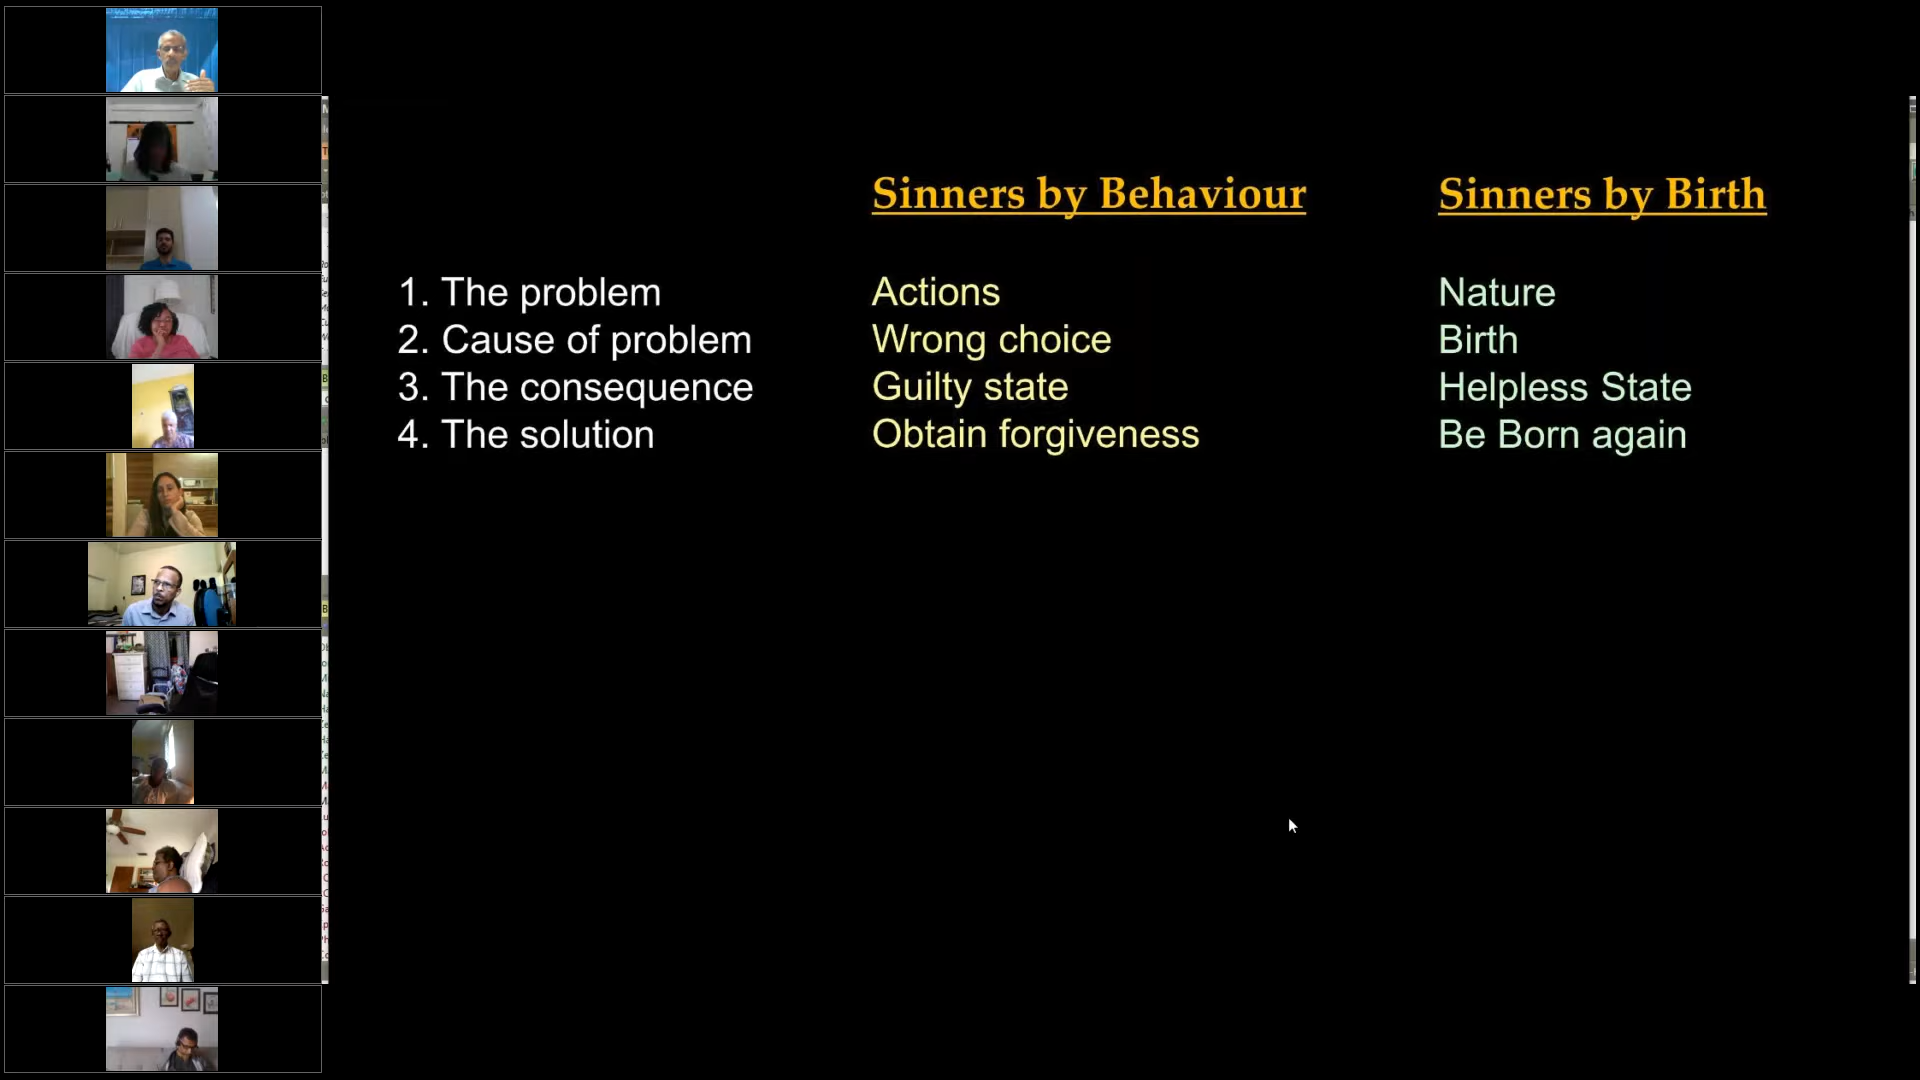 Sinners by Behaviour Sinners by Birth
1. The problem Actions Nature
2. Cause of problem Wrong choice Birth
3. The consequence Guilty state Helpless State
4. The solution Obtain forgiveness Be Born again